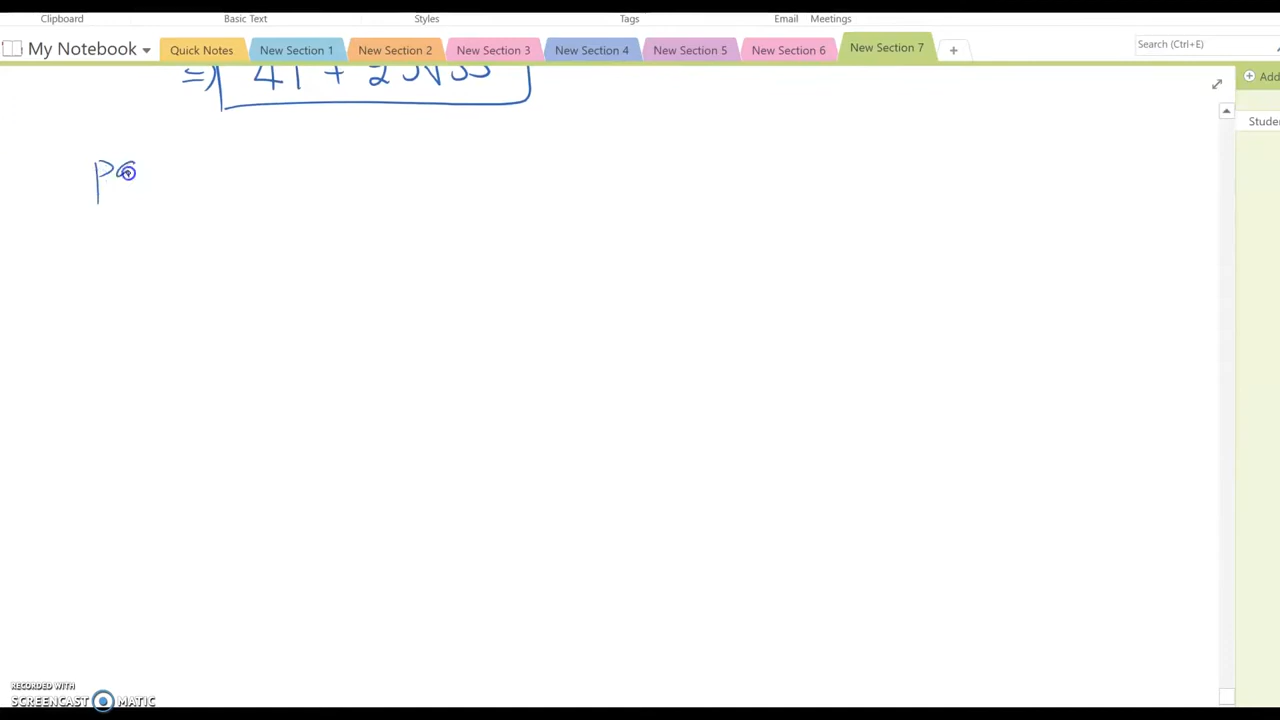 Clipboard Basic Text Styles Tags Email Meetings
My Notebook Quick Notes New Section 1 New Section 2 New Section 3 New Section 4 New Section 5 New Section 6 New Section 7 + Search (Ctrl+E)
Add
Studen
RECORDED WITH
SCREENCAST MATIC